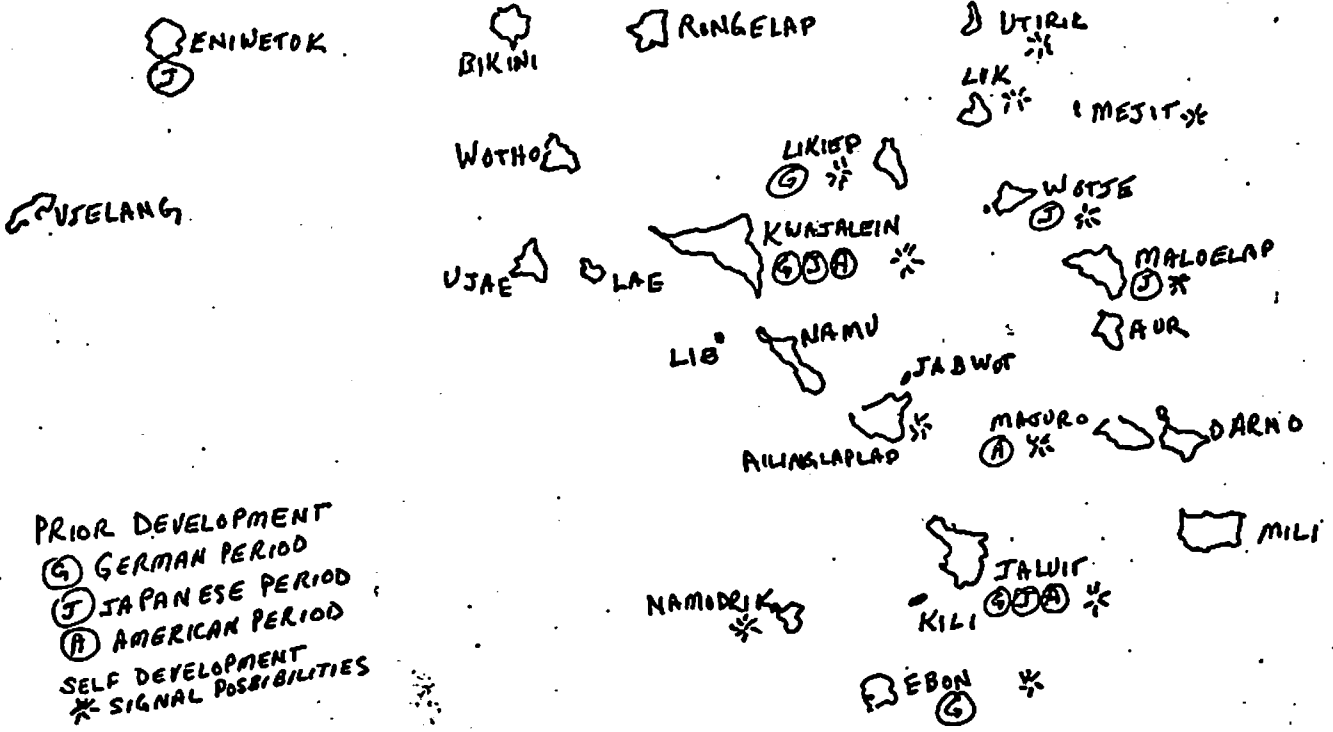 ENIWETOK
J
BIKINI
RONGELAP
UTIRIK
LIK
MEJIT
WOTHO
LIKIEP
G
WOTJE
J
UJELANG
KWAJALEIN
G J A
MALOELAP
J
UJAE
LAE
AUR
LIB
NAMU
JABWOT
AILINGLAPLAP
MAJURO
A
DARNO
MILI
JALUIT
G J A
KILI
NAMODRIK
EBON
G
PRIOR DEVELOPMENT
G GERMAN PERIOD
J JAPANESE PERIOD
A AMERICAN PERIOD
SELF DEVELOPMENT
SIGNAL POSSIBILITIES